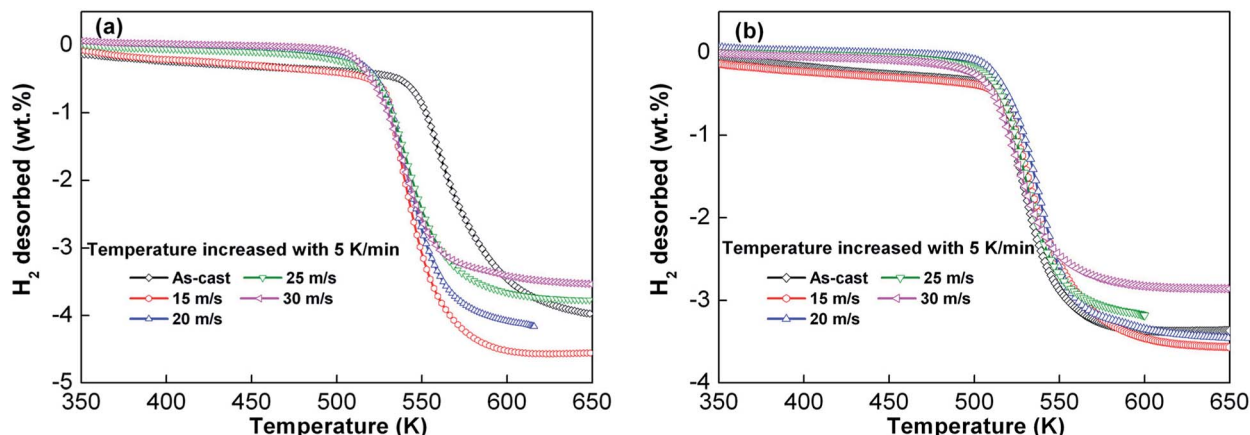 (a)
H2 desorbed (wt.%)
0
-1
-2
-3
-4
-5
Temperature increased with 5 K/min
As-cast 25 m/s
15 m/s 30 m/s
20 m/s
350 400 450 500 550 600 650
Temperature (K)
(b)
H2 desorbed (wt.%)
0
-1
-2
-3
-4
Temperature increased with 5 K/min
As-cast 25 m/s
15 m/s 30 m/s
20 m/s
350 400 450 500 550 600 650
Temperature (K)